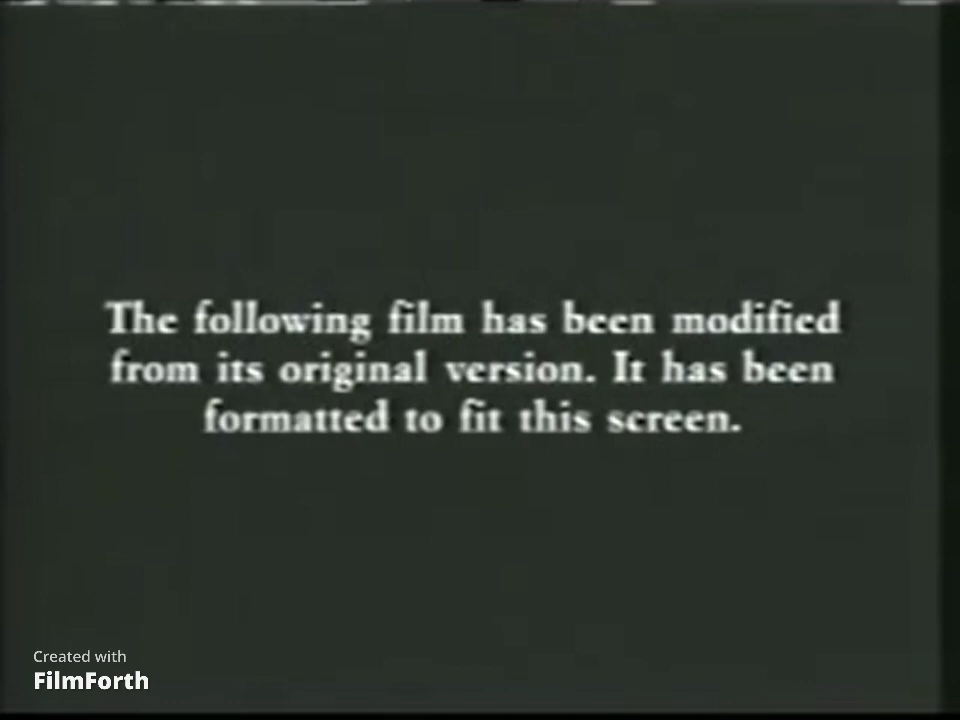 The following film has been modified
from its original version. It has been
formatted to fit this screen.
Created with
FilmForth